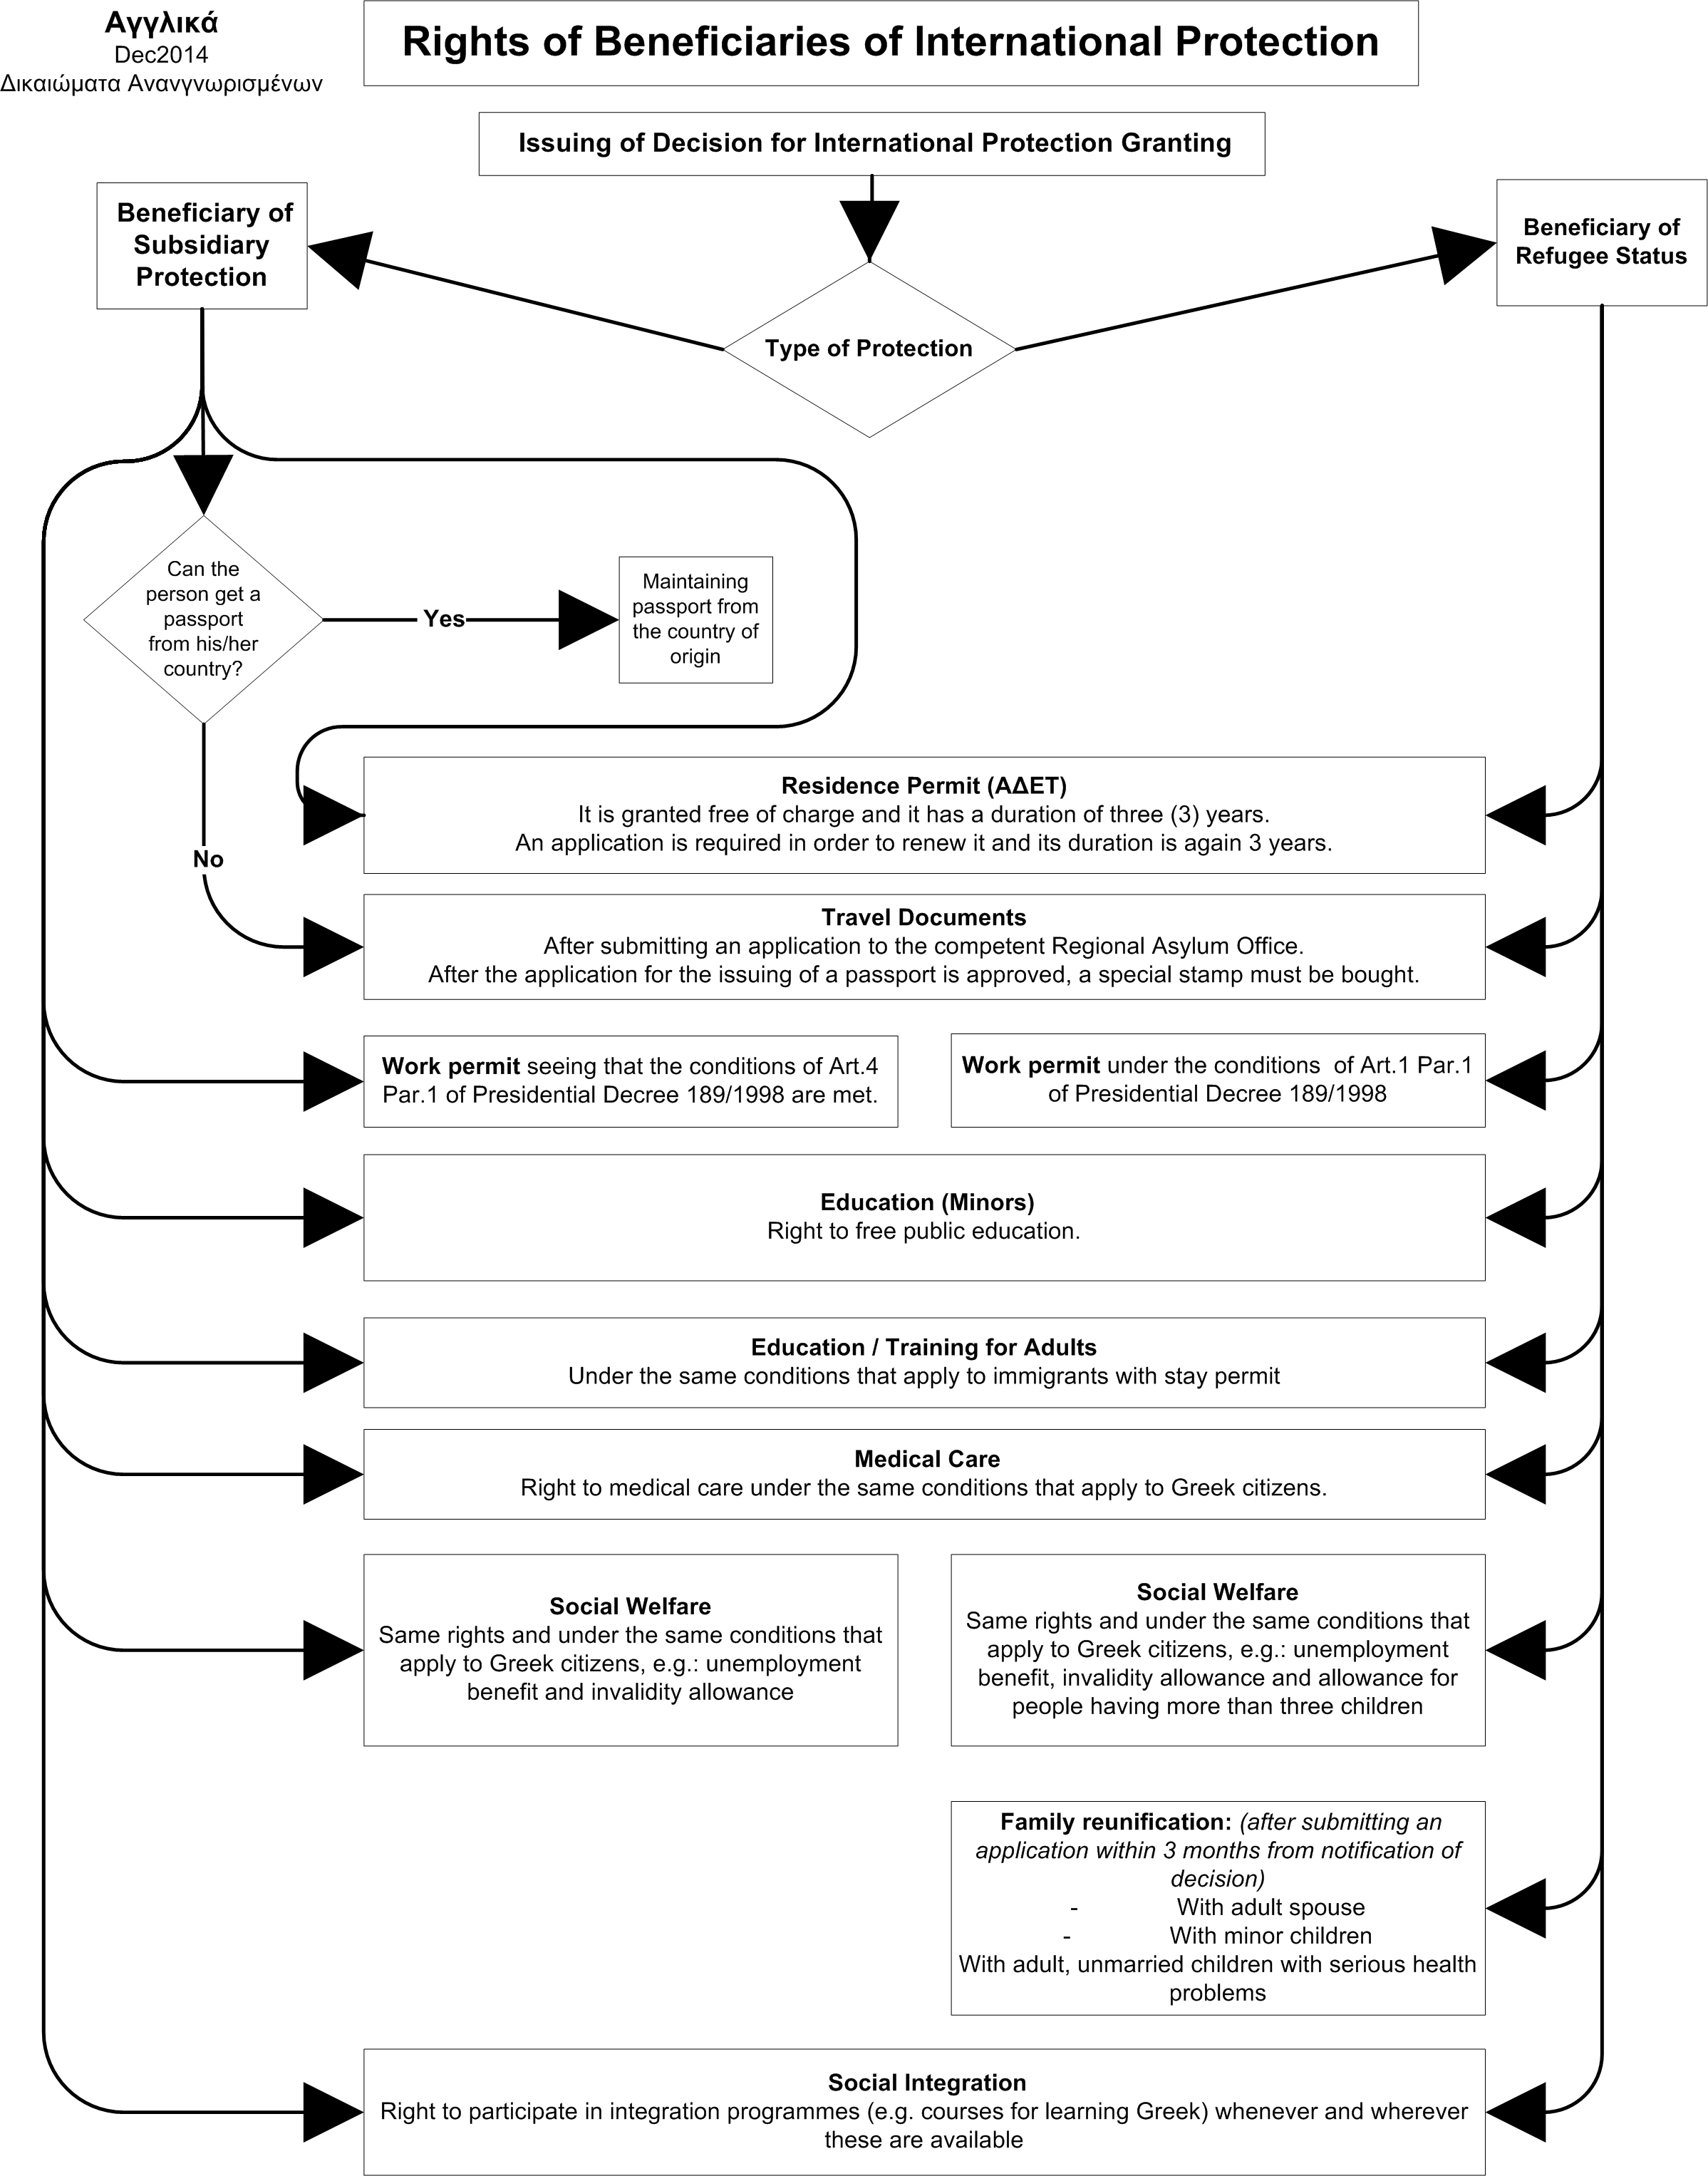 Αγγλικά
Dec2014
Δικαιώματα Ανανγνωρισμένων
Rights of Beneficiaries of International Protection
Issuing of Decision for International Protection Granting
Beneficiary of
Subsidiary
Protection
Beneficiary of
Refugee Status
Type of Protection
Can the
person get a
passport
from his/her
country?
Yes
Maintaining
passport from
the country of
origin
No
Residence Permit (ΑΔΕΤ)
It is granted free of charge and it has a duration of three (3) years.
An application is required in order to renew it and its duration is again 3 years.
Travel Documents
After submitting an application to the competent Regional Asylum Office.
After the application for the issuing of a passport is approved, a special stamp must be bought.
Work permit seeing that the conditions of Art.4
Par.1 of Presidential Decree 189/1998 are met.
Work permit under the conditions of Art.1 Par.1
of Presidential Decree 189/1998
Education (Minors)
Right to free public education.
Education / Training for Adults
Under the same conditions that apply to immigrants with stay permit
Medical Care
Right to medical care under the same conditions that apply to Greek citizens.
Social Welfare
Same rights and under the same conditions that
apply to Greek citizens, e.g.: unemployment
benefit and invalidity allowance
Social Welfare
Same rights and under the same conditions that
apply to Greek citizens, e.g.: unemployment
benefit, invalidity allowance and allowance for
people having more than three children
Family reunification: (after submitting an
application within 3 months from notification of
decision)
- With adult spouse
- With minor children
With adult, unmarried children with serious health
problems
Social Integration
Right to participate in integration programmes (e.g. courses for learning Greek) whenever and wherever
these are available